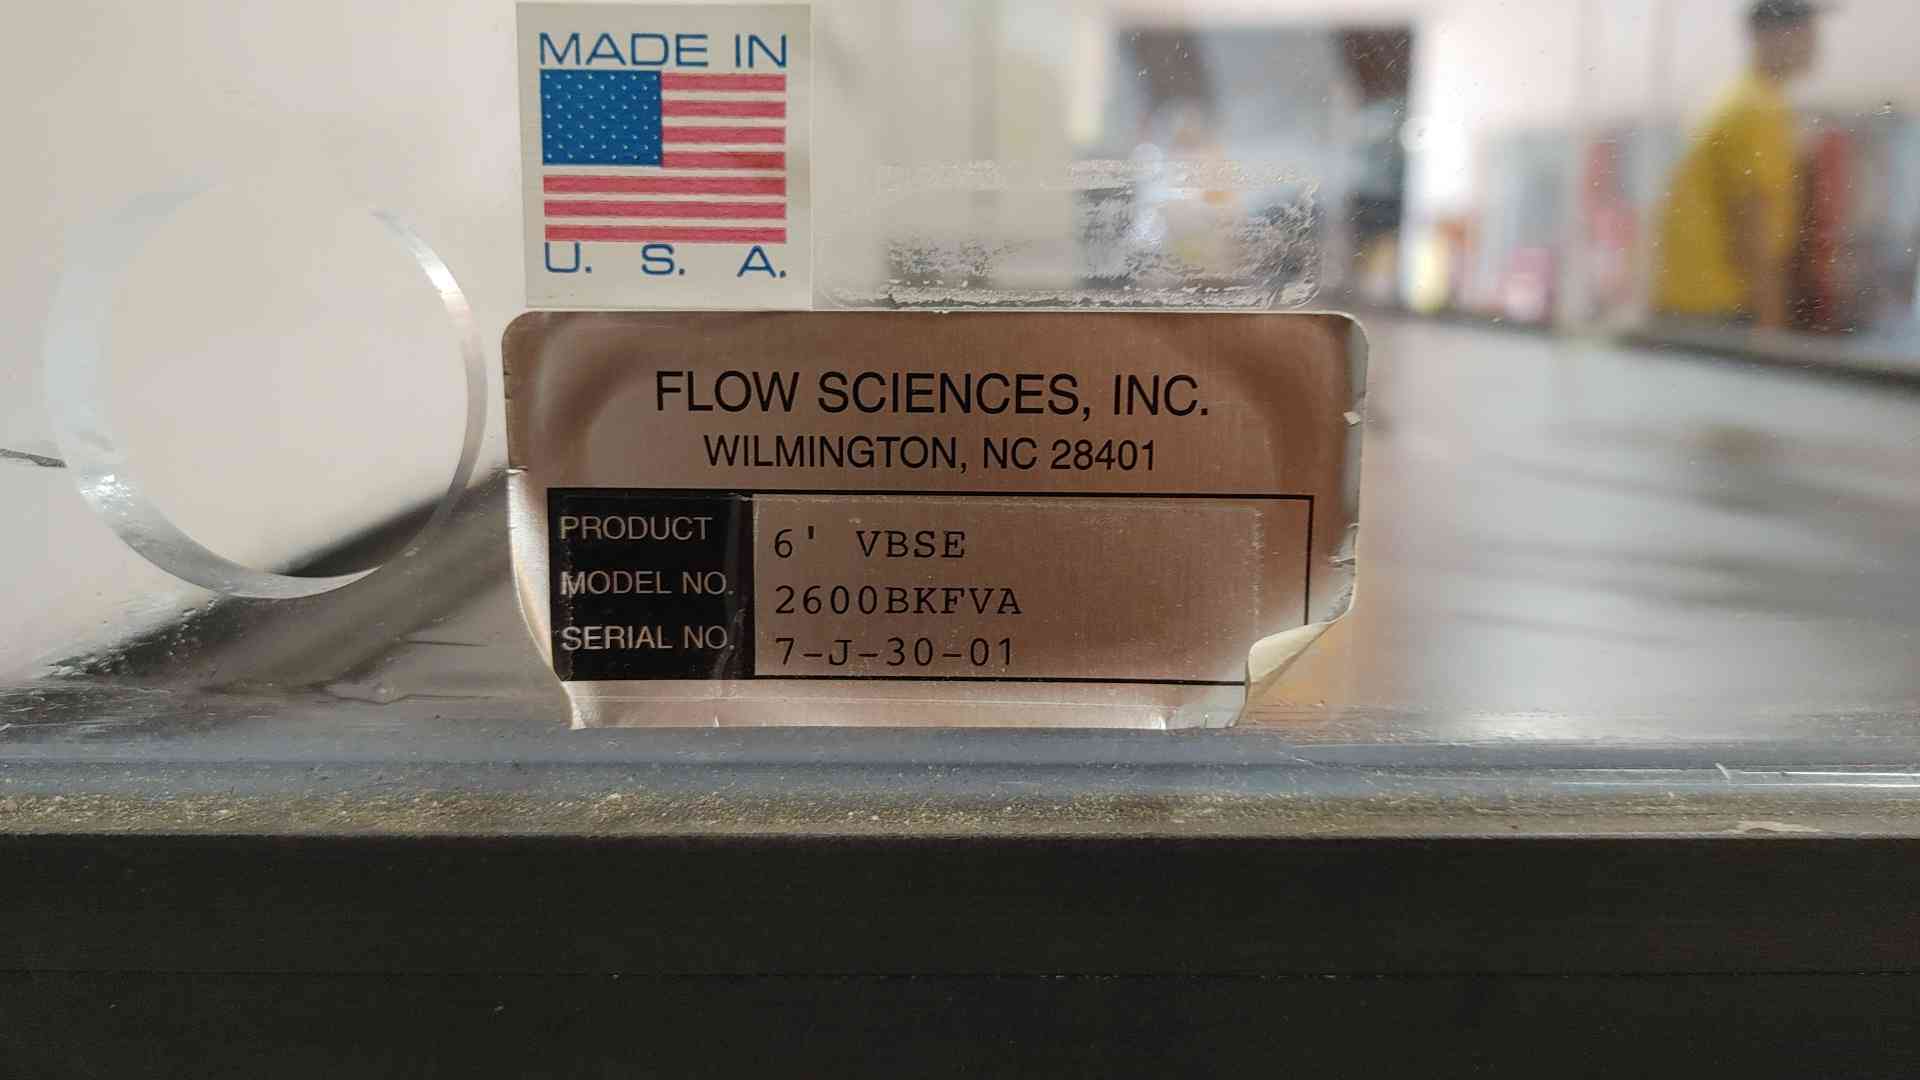 MADE IN
U. S. A.
FLOW SCIENCES, INC.
WILMINGTON, NC 28401
PRODUCT 6' VBSE
MODEL NO. 2600BKFVA
SERIAL NO. 7-J-30-01